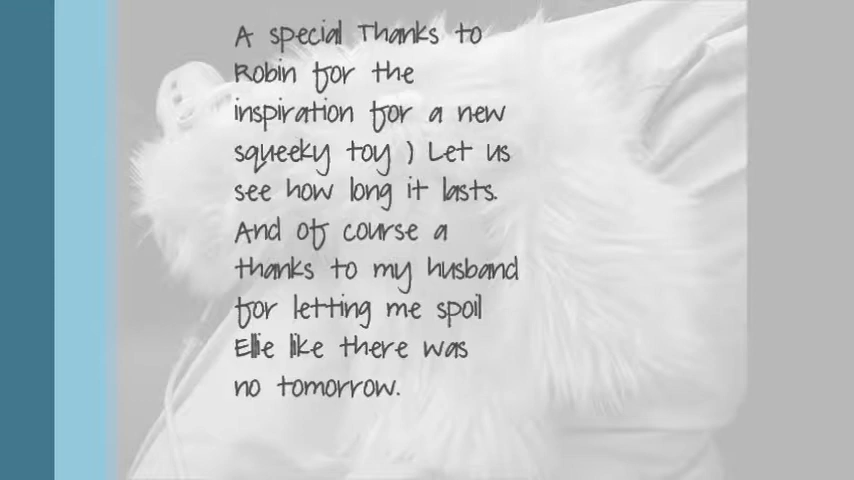 A special Thanks to
Robin for the
inspiration for a new
squeeky toy ) Let us
see how long it lasts.
And of course a
thanks to my husband
for letting me spoil
Ellie like there was
no tomorrow.